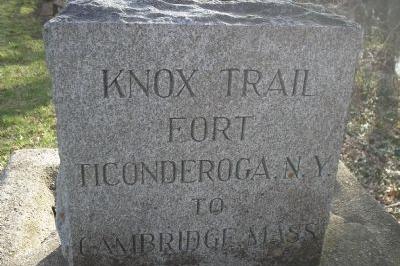 KNOX TRAIL
FORT
TICONDEROGA, N.Y.
TO
CAMBRIDGE, MASS.